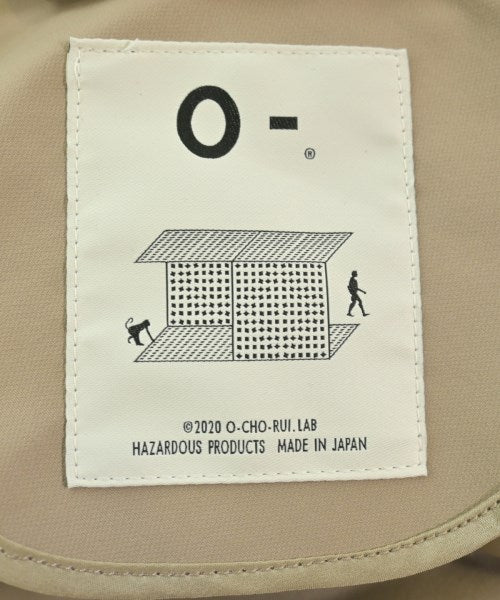 O -
®
©2020 O-CHO-RUI.LAB
HAZARDOUS PRODUCTS MADE IN JAPAN